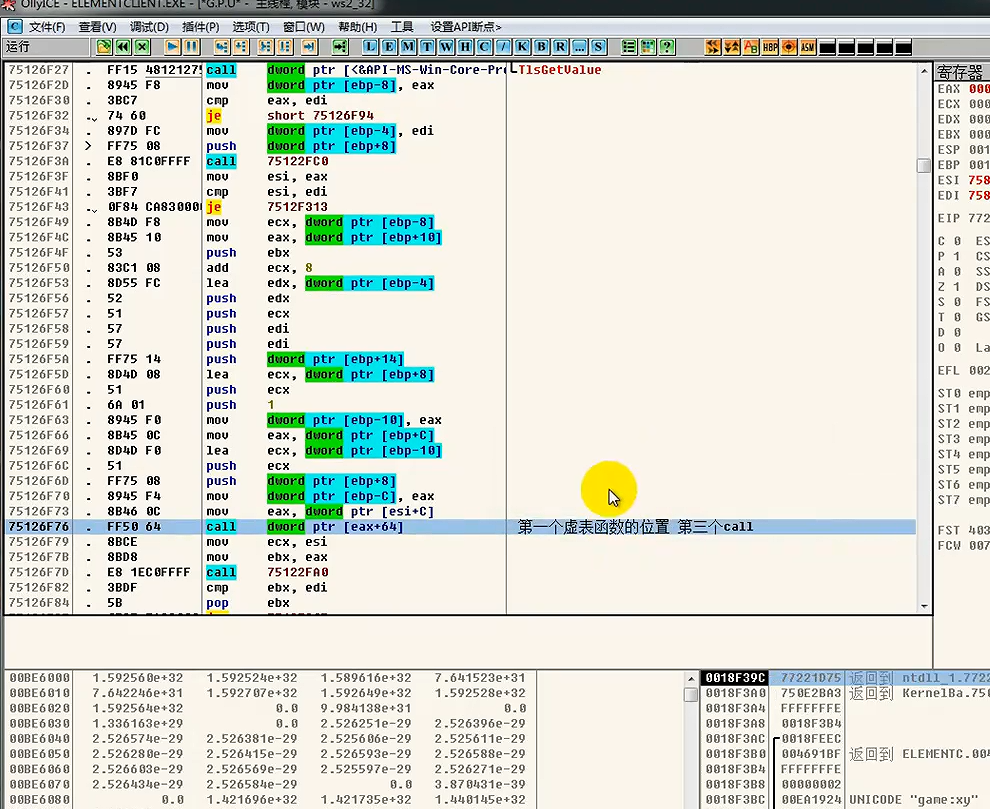 OllyICE - ELEMENTCLIENT.EXE - [*G.P.U* - 主线程, 模块 - ws2_32]
C 文件(F) 查看(V) 调试(D) 插件(P) 选项(T) 窗口(W) 帮助(H) 工具 设置API断点>
运行 L E M T W H C / K B R ... S ? HBP ASM
75126F27 . FF15 48121275 call dword ptr [<&API-MS-Win-Core-Pro TlsGetValue 寄存器
75126F2D . 8945 F8 mov dword ptr [ebp-8], eax EAX 000
75126F30 . 3BC7 cmp eax, edi ECX 000
75126F32 . 74 60 je short 75126F94 EDX 000
75126F34 . 897D FC mov dword ptr [ebp-4], edi EBX 000
75126F37 > FF75 08 push dword ptr [ebp+8] ESP 001
75126F3A . E8 81C0FFFF call 75122FC0 EBP 001
75126F3F . 8BF0 mov esi, eax ESI 758
75126F41 . 3BF7 cmp esi, edi EDI 758
75126F43 . 0F84 CA830000 je 7512F313
75126F49 . 8B4D F8 mov ecx, dword ptr [ebp-8] EIP 772
75126F4C . 8B45 10 mov eax, dword ptr [ebp+10] C 0 ES
75126F4F . 53 push ebx P 1 CS
75126F50 . 83C1 08 add ecx, 8 A 0 SS
75126F53 . 8D55 FC lea edx, dword ptr [ebp-4] Z 1 DS
75126F56 . 52 push edx S 0 FS
75126F57 . 51 push ecx T 0 GS
75126F58 . 57 push edi D 0
75126F59 . 57 push edi O 0 La
75126F5A . FF75 14 push dword ptr [ebp+14]
75126F5D . 8D4D 08 lea ecx, dword ptr [ebp+8] EFL 002
75126F60 . 51 push ecx ST0 emp
75126F61 . 6A 01 push 1 ST1 emp
75126F63 . 8945 F0 mov dword ptr [ebp-10], eax ST2 emp
75126F66 . 8B45 0C mov eax, dword ptr [ebp+C] ST3 emp
75126F69 . 8D4D F0 lea ecx, dword ptr [ebp-10] ST4 emp
75126F6C . 51 push ecx ST5 emp
75126F6D . FF75 08 push dword ptr [ebp+8] ST6 emp
75126F70 . 8945 F4 mov dword ptr [ebp-C], eax ST7 emp
75126F73 . 8B46 0C mov eax, dword ptr [esi+C]
75126F76 . FF50 64 call dword ptr [eax+64] 第一个虚表函数的位置 第三个call FST 403
75126F79 . 8BCE mov ecx, esi FCW 007
75126F7B . 8BD8 mov ebx, eax
75126F7D . E8 1EC0FFFF call 75122FA0
75126F82 . 3BDF cmp ebx, edi
75126F84 . 5B pop ebx
00BE6000 1.592560e+32 1.592524e+32 1.589616e+32 7.641523e+31 0018F39C 77221D75 返回到 ntdll_1.7722
00BE6010 7.642246e+31 1.592707e+32 1.592649e+32 1.592528e+32 0018F3A0 750E2BA3 返回到 KernelBa.750
00BE6020 1.592564e+32 0.0 9.984138e+31 0.0 0018F3A4 FFFFFFFE
00BE6030 1.336163e+29 0.0 2.526251e-29 2.526396e-29 0018F3A8 0018F3B4
00BE6040 2.526574e-29 2.526381e-29 2.525606e-29 2.525611e-29 0018F3AC 0018FEEC
00BE6050 2.526280e-29 2.526415e-29 2.526593e-29 2.526588e-29 0018F3B0 004691BF 返回到 ELEMENTC.004
00BE6060 2.526603e-29 2.526569e-29 2.525597e-29 2.526271e-29 0018F3B4 FFFFFFFE
00BE6070 2.526434e-29 2.526584e-29 0.0 3.870431e-39 0018F3B8 00000002
00BE6080 0.0 1.421696e+32 1.421735e+32 1.440145e+32 0018F3BC 00EA1924 UNICODE "game:xy"